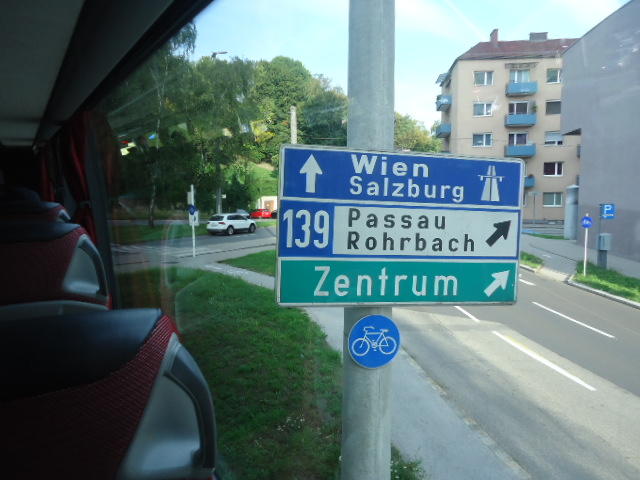 Wien
Salzburg
139
Passau
Rohrbach
Zentrum
P